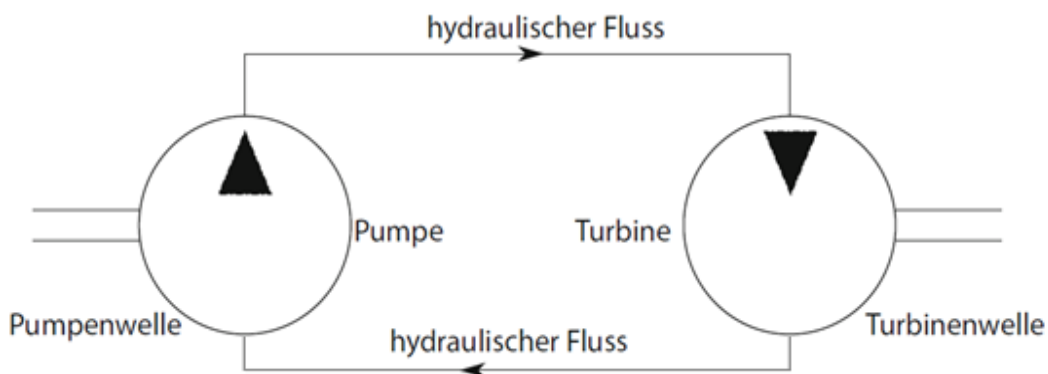 hydraulischer Fluss
Pumpe
Turbine
Pumpenwelle
Turbinenwelle
hydraulischer Fluss